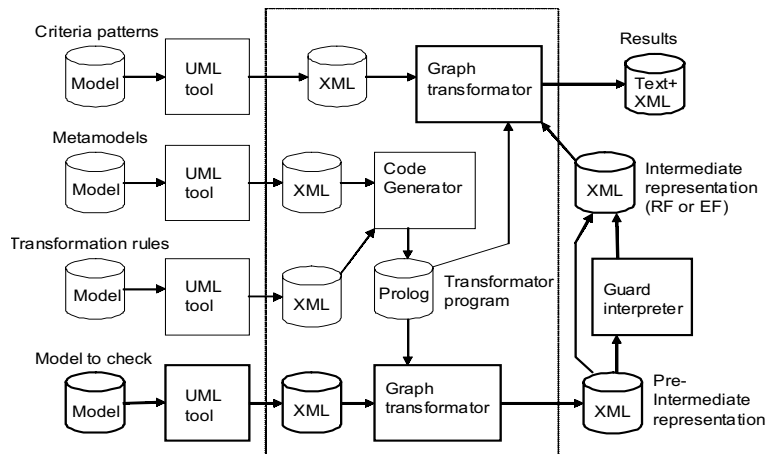 Criteria patterns
Model
UML
tool
XML
Graph
transformator
Results
Text+
XML
Metamodels
Model
UML
tool
XML
Code
Generator
XML
Intermediate
representation
(RF or EF)
Transformation rules
Model
UML
tool
XML
Prolog
Transformator
program
Guard
interpreter
Model to check
Model
UML
tool
XML
Graph
transformator
XML
Pre-
Intermediate
representation